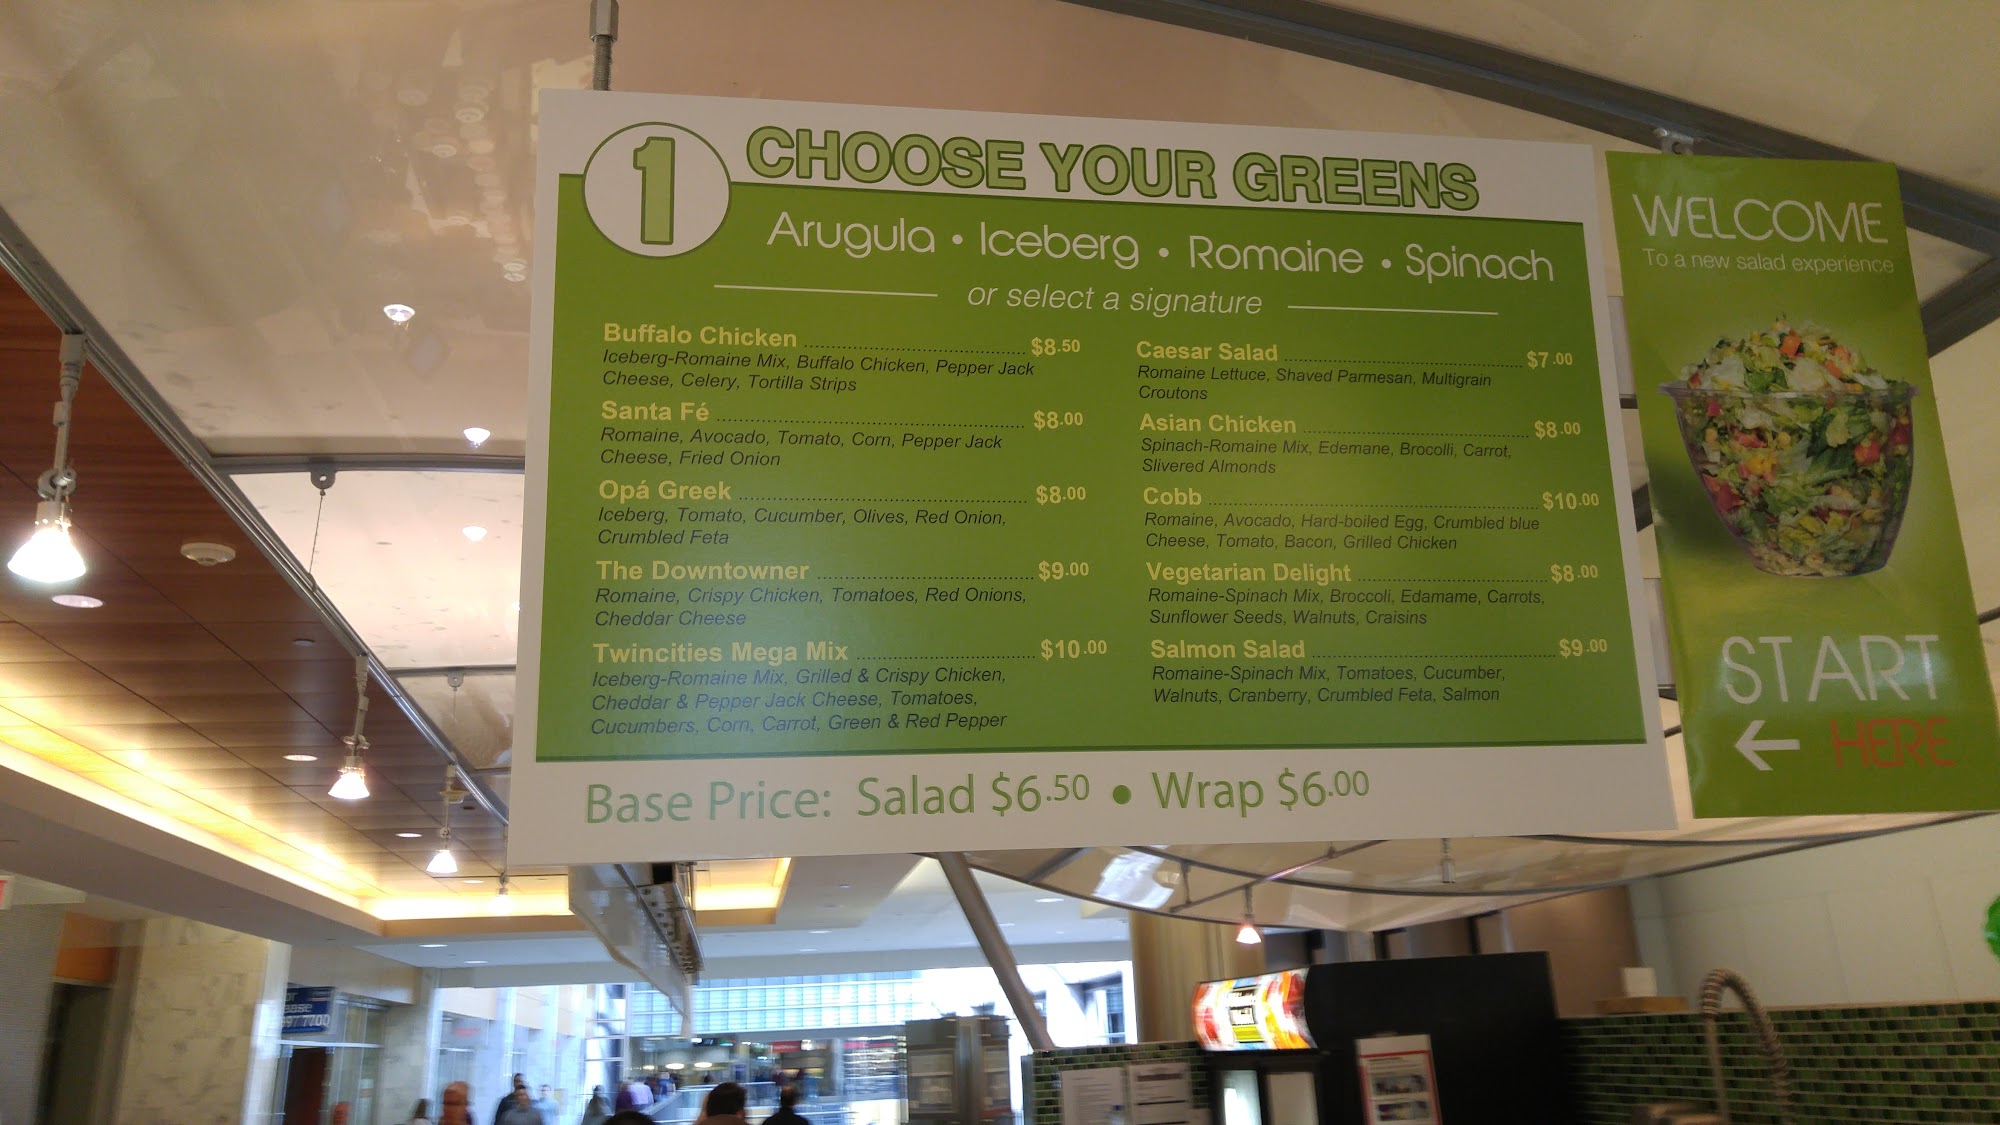 1 CHOOSE YOUR GREENS
Arugula • Iceberg • Romaine • Spinach
or select a signature
Buffalo Chicken $8.50
Iceberg-Romaine Mix, Buffalo Chicken, Pepper Jack
Cheese, Celery, Tortilla Strips
Santa Fé $8.00
Romaine, Avocado, Tomato, Corn, Pepper Jack
Cheese, Fried Onion
Opá Greek $8.00
Iceberg, Tomato, Cucumber, Olives, Red Onion,
Crumbled Feta
The Downtowner $9.00
Romaine, Crispy Chicken, Tomatoes, Red Onions,
Cheddar Cheese
Twincities Mega Mix $10.00
Iceberg-Romaine Mix, Grilled & Crispy Chicken,
Cheddar & Pepper Jack Cheese, Tomatoes,
Cucumbers, Corn, Carrot, Green & Red Pepper
Caesar Salad $7.00
Romaine Lettuce, Shaved Parmesan, Multigrain
Croutons
Asian Chicken $8.00
Spinach-Romaine Mix, Edemane, Brocolli, Carrot,
Slivered Almonds
Cobb $10.00
Romaine, Avocado, Hard-boiled Egg, Crumbled blue
Cheese, Tomato, Bacon, Grilled Chicken
Vegetarian Delight $8.00
Romaine-Spinach Mix, Broccoli, Edamame, Carrots,
Sunflower Seeds, Walnuts, Craisins
Salmon Salad $9.00
Romaine-Spinach Mix, Tomatoes, Cucumber,
Walnuts, Cranberry, Crumbled Feta, Salmon
Base Price: Salad $6.50 • Wrap $6.00
WELCOME
To a new salad experience
START
HERE
7700